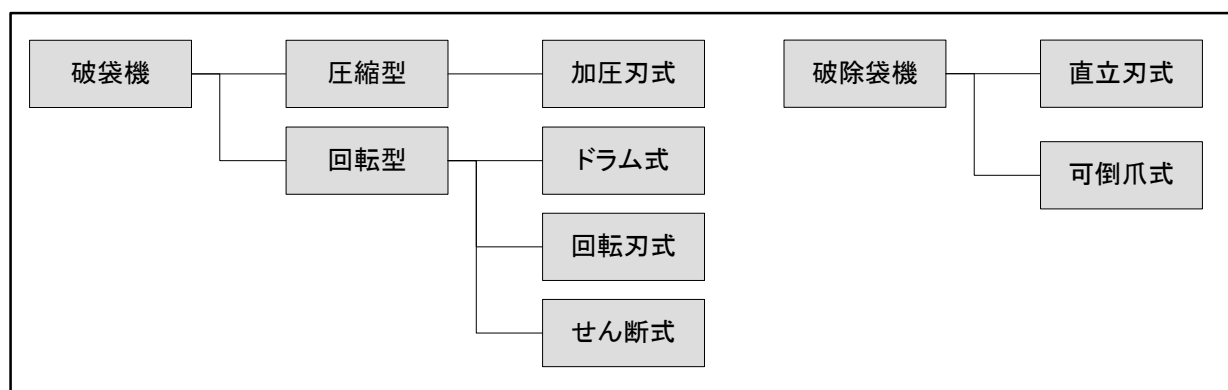 破袋機
圧縮型
加圧刃式
回転型
ドラム式
回転刃式
せん断式
破除袋機
直立刃式
可倒爪式